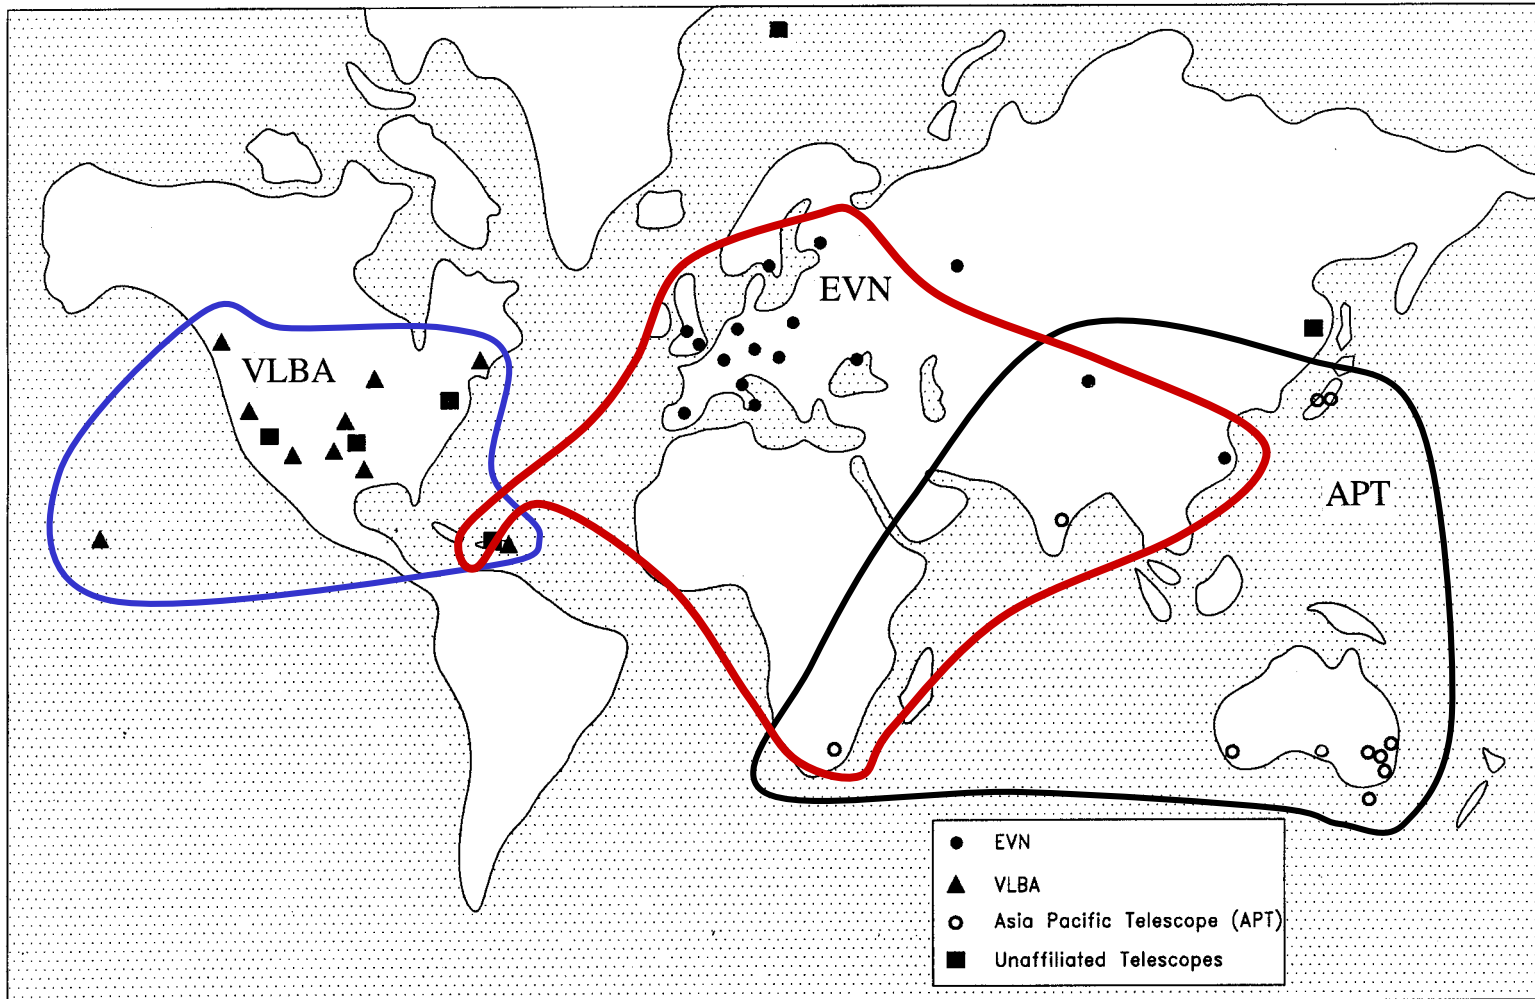 EVN
VLBA
APT
EVN
VLBA
Asia Pacific Telescope (APT)
Unaffiliated Telescopes